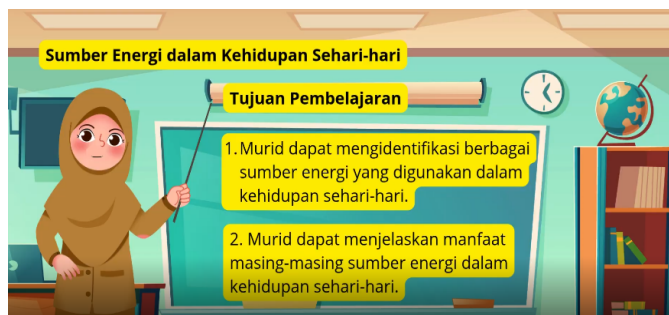 Sumber Energi dalam Kehidupan Sehari-hari
Tujuan Pembelajaran
1. Murid dapat mengidentifikasi berbagai
sumber energi yang digunakan dalam
kehidupan sehari-hari.
2. Murid dapat menjelaskan manfaat
masing-masing sumber energi dalam
kehidupan sehari-hari.